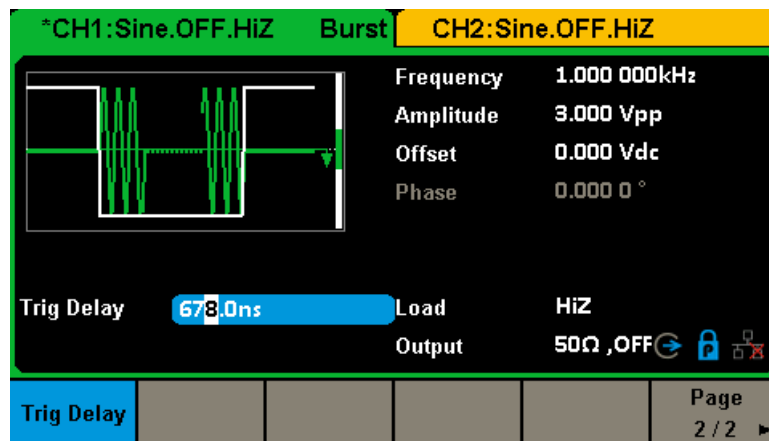 *CH1:Sine.OFF.HiZ Burst CH2:Sine.OFF.HiZ
Frequency 1.000 000kHz
Amplitude 3.000 Vpp
Offset 0.000 Vdc
Phase 0.000 0 °
Trig Delay 678.0ns Load HiZ
Output 50Ω ,OFF P
Trig Delay Page
2 / 2 ►